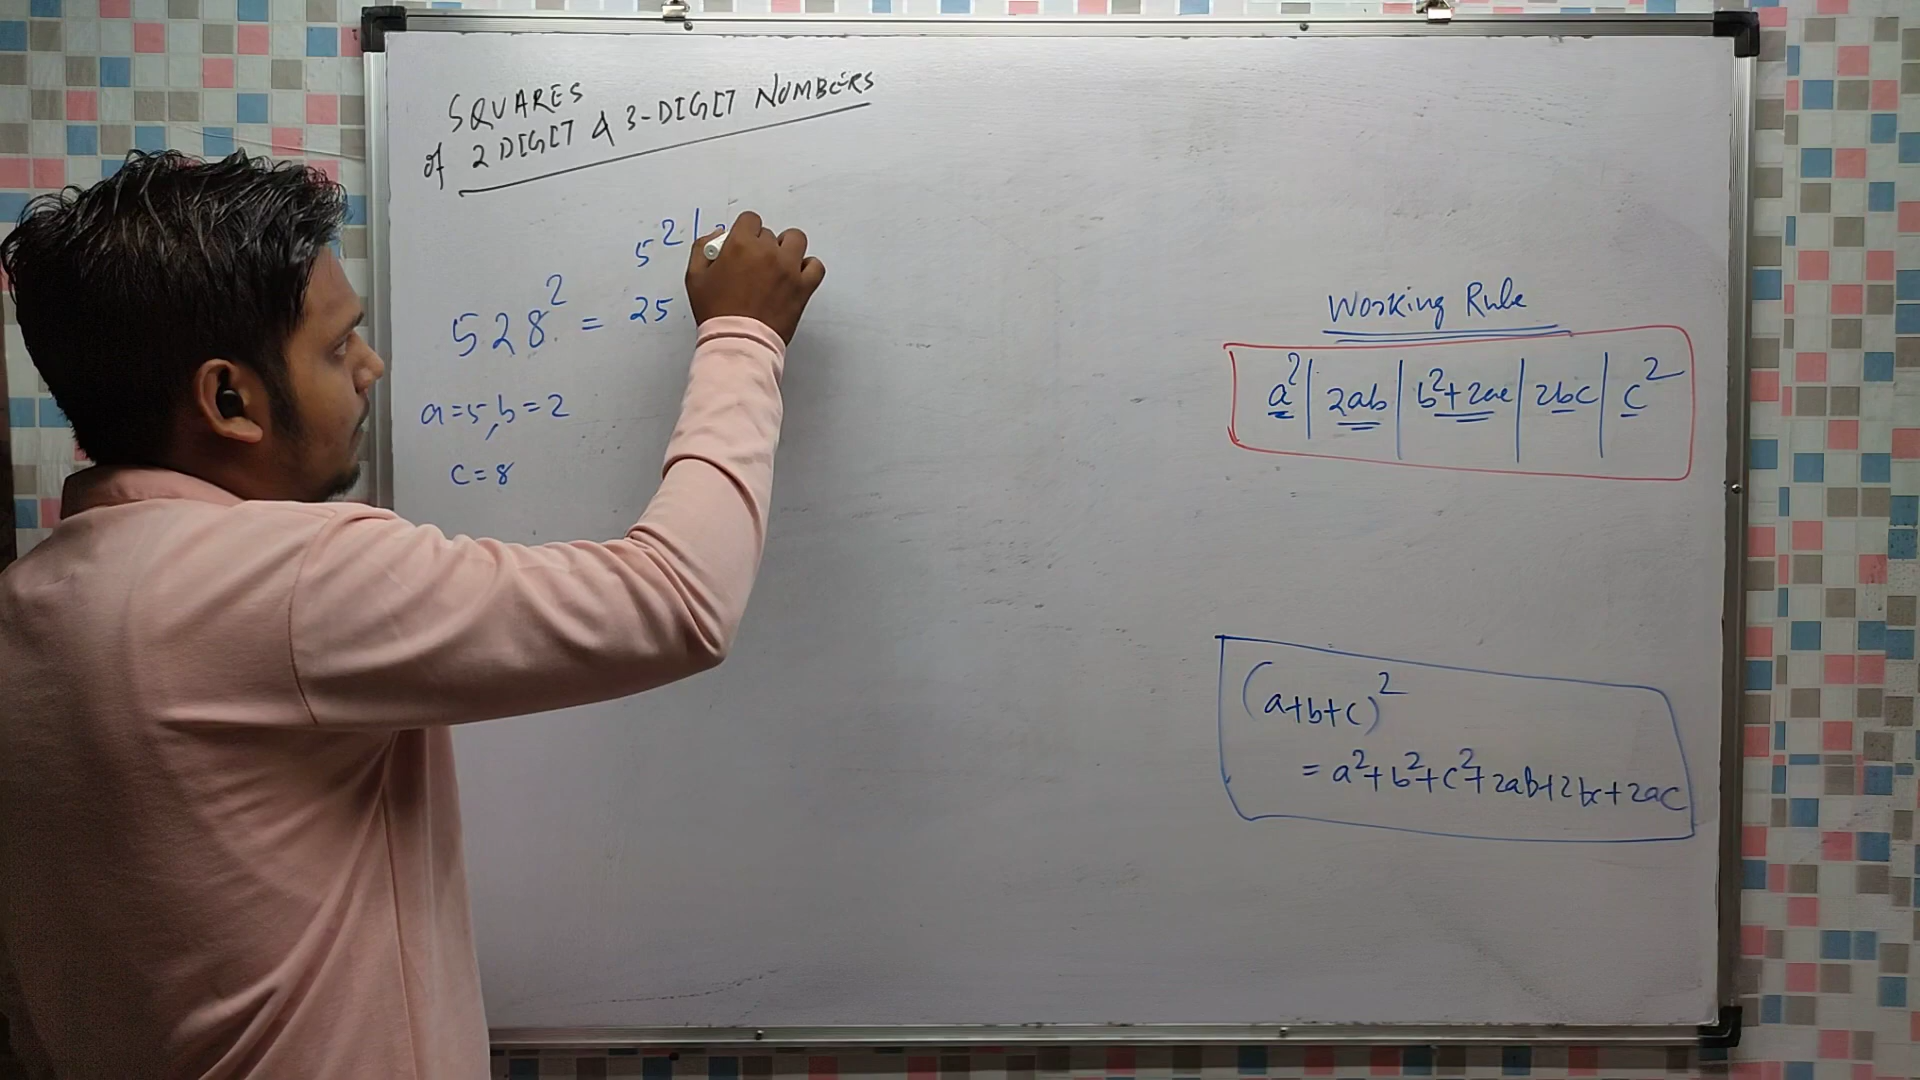 SQUARES
of 2 DIGIT & 3-DIGIT NUMBERS
5² | 2
528² = 25
a=5, b=2
c=8
Working Rule
a² | 2ab | b²+2ac | 2bc | c²
(a+b+c)²
= a²+b²+c²+2ab+2bc+2ac